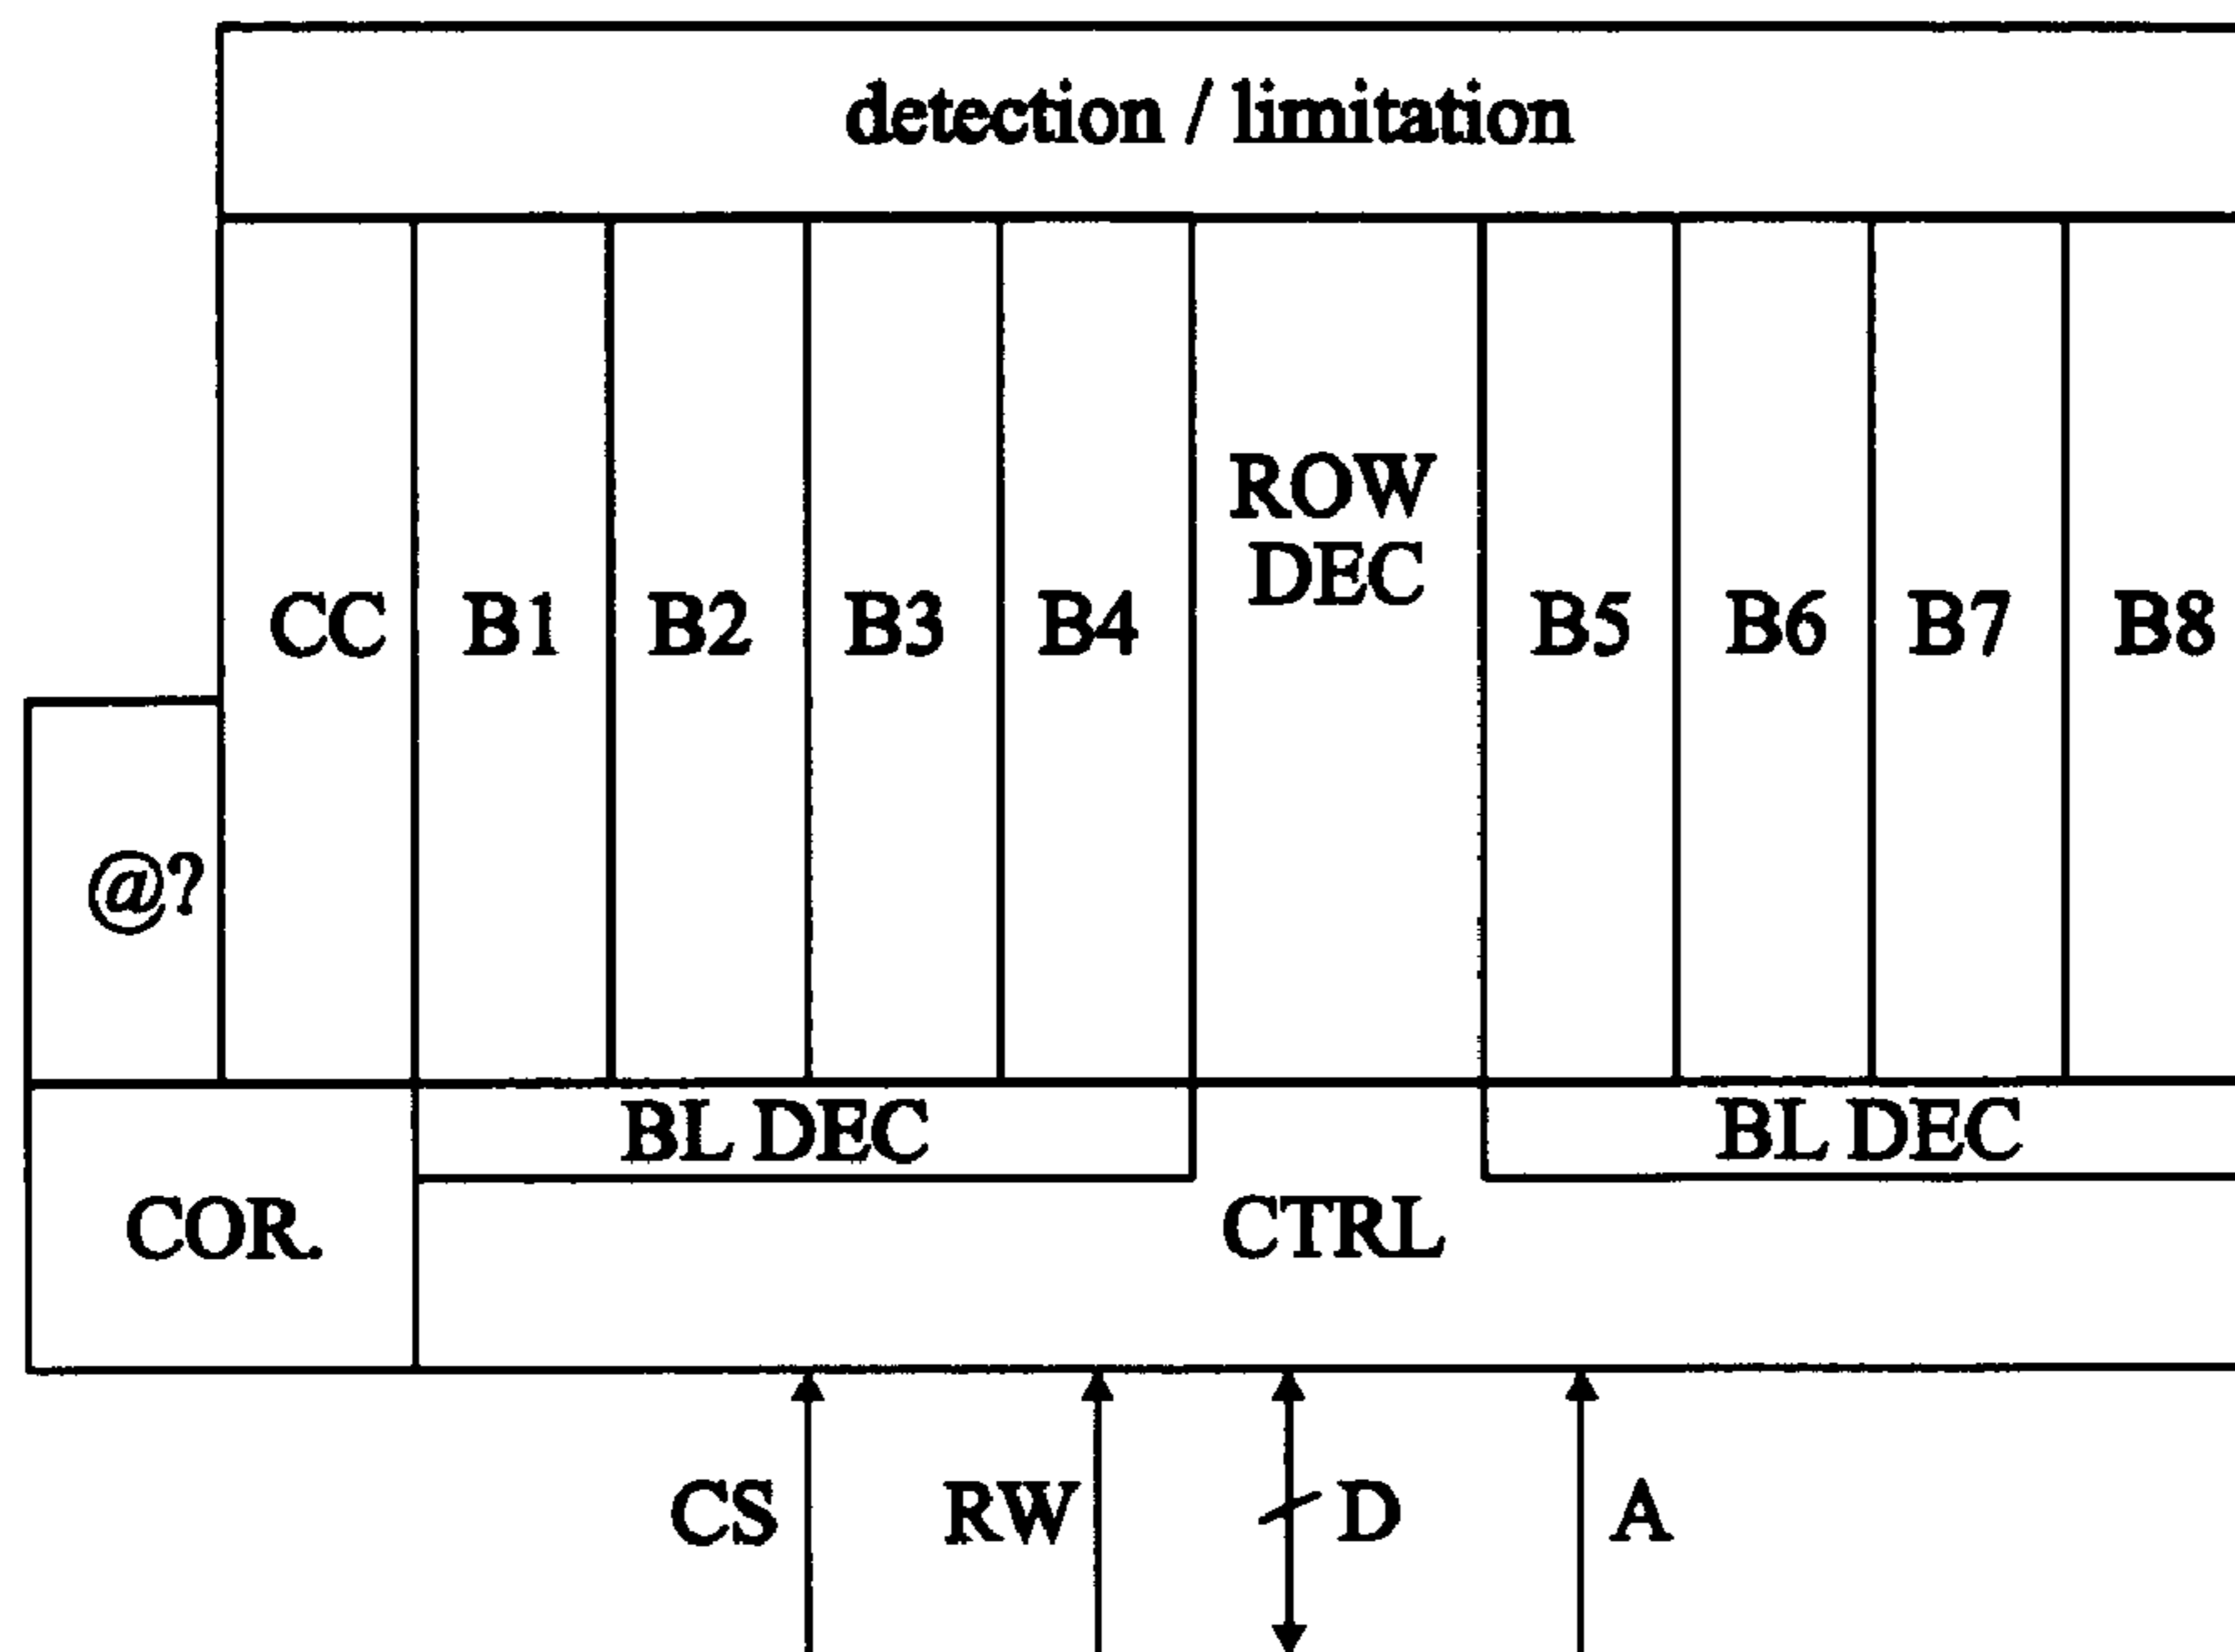 detection / limitation
ROW
DEC
CC B1 B2 B3 B4 B5 B6 B7 B8
@?
BL DEC BL DEC
COR. CTRL
CS RW D A